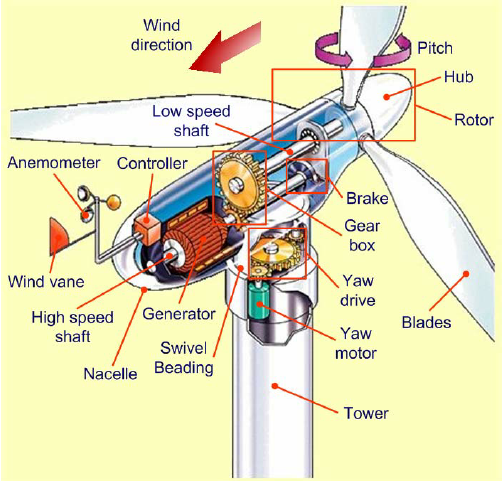 Wind
direction
Pitch
Hub
Low speed
shaft
Rotor
Anemometer
Controller
Brake
Gear
box
Wind vane
Yaw
drive
High speed
shaft
Generator
Blades
Swivel
Beading
Yaw
motor
Nacelle
Tower